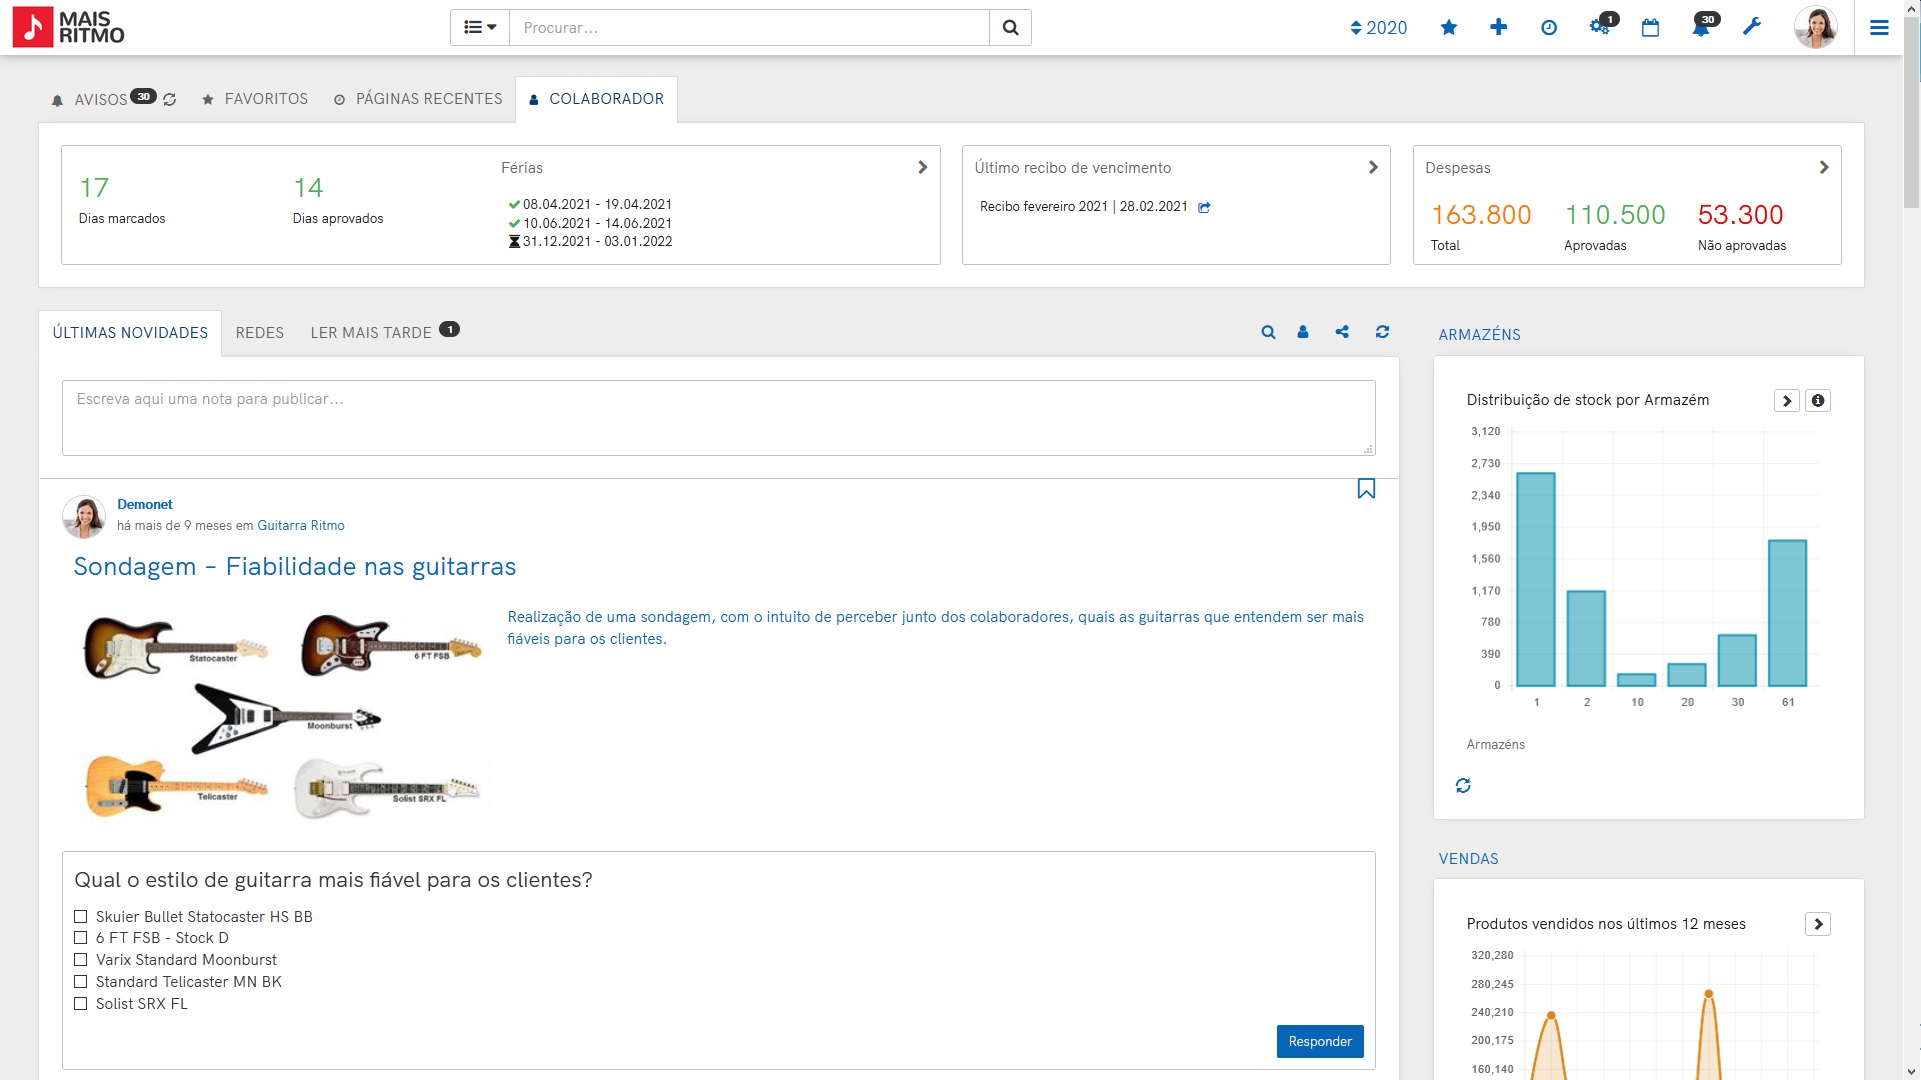 MAIS
RITMO
Procurar...
2020
1
30
AVISOS 30
FAVORITOS
PÁGINAS RECENTES
COLABORADOR
17
Dias marcados
14
Dias aprovados
Férias
08.04.2021 - 19.04.2021
10.06.2021 - 14.06.2021
31.12.2021 - 03.01.2022
Último recibo de vencimento
Recibo fevereiro 2021 | 28.02.2021
Despesas
163.800
Total
110.500
Aprovadas
53.300
Não aprovadas
ÚLTIMAS NOVIDADES
REDES
LER MAIS TARDE 1
Escreva aqui uma nota para publicar...
Demonet
há mais de 9 meses em Guitarra Ritmo
Sondagem – Fiabilidade nas guitarras
Statocaster
6 FT FSB
Moonburst
Telicaster
Solist SRX FL
Realização de uma sondagem, com o intuito de perceber junto dos colaboradores, quais as guitarras que entendem ser mais
fiáveis para os clientes.
Qual o estilo de guitarra mais fiável para os clientes?
Skuier Bullet Statocaster HS BB
6 FT FSB - Stock D
Varix Standard Moonburst
Standard Telicaster MN BK
Solist SRX FL
Responder
ARMAZÉNS
Distribuição de stock por Armazém
3,120
2,730
2,340
1,950
1,560
1,170
780
390
0
1 2 10 20 30 61
Armazéns
VENDAS
Produtos vendidos nos últimos 12 meses
320,280
280,245
240,210
200,175
160,140